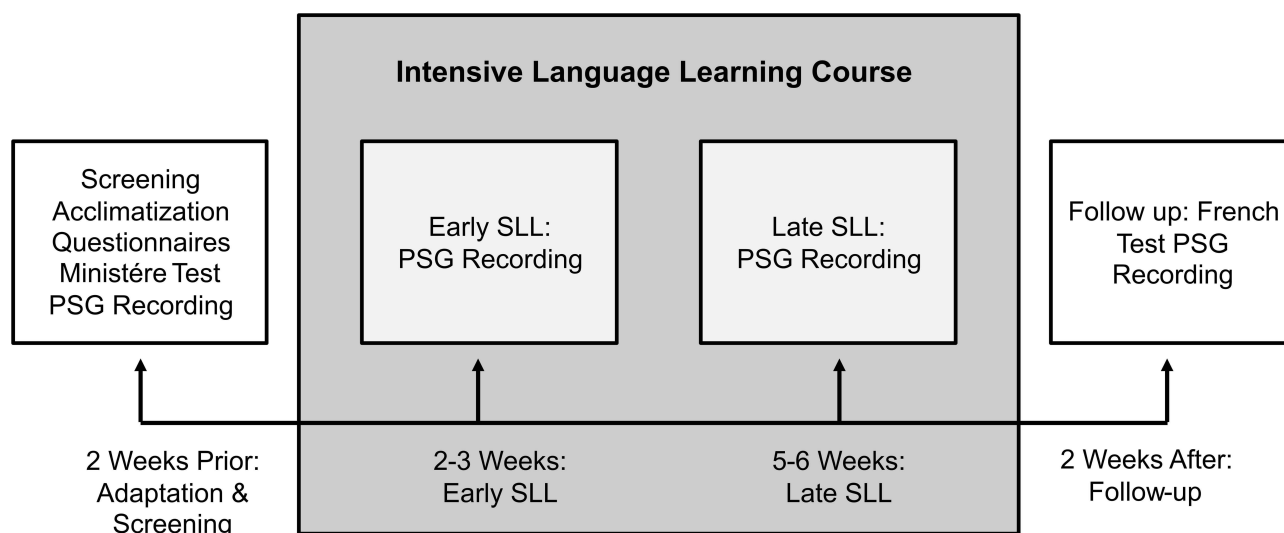 Intensive Language Learning Course
Screening
Acclimatization
Questionnaires
Ministére Test
PSG Recording
Early SLL:
PSG Recording
Late SLL:
PSG Recording
Follow up: French
Test PSG
Recording
2 Weeks Prior:
Adaptation &
Screening
2-3 Weeks:
Early SLL
5-6 Weeks:
Late SLL
2 Weeks After:
Follow-up